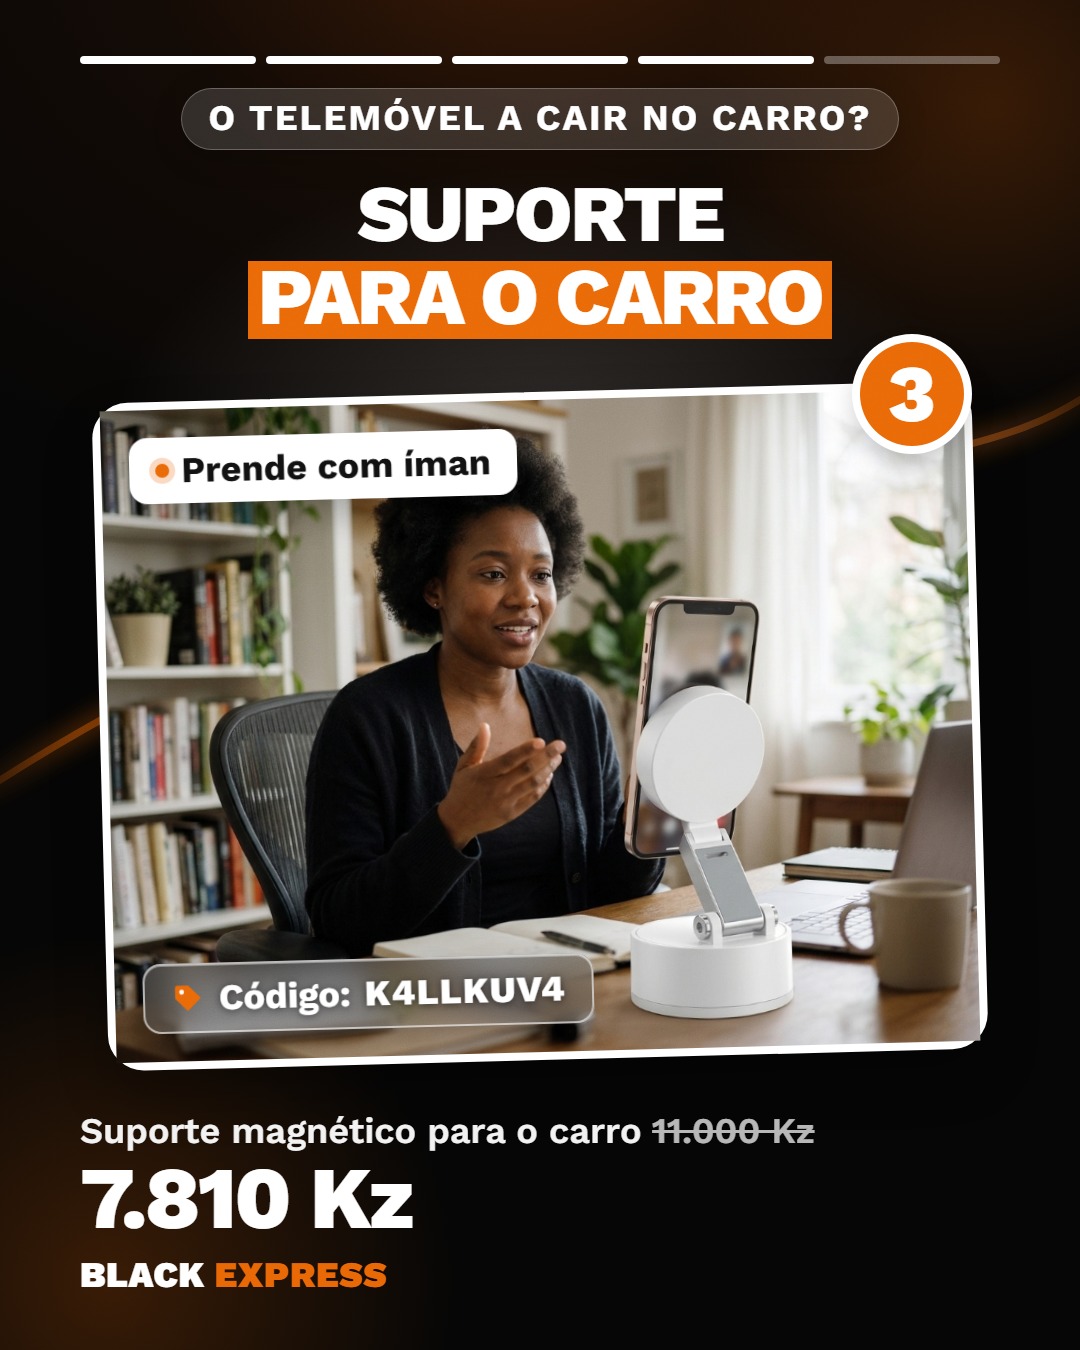 O TELEMÓVEL A CAIR NO CARRO?
SUPORTE
PARA O CARRO
3
Prende com íman
Código: K4LLKUV4
Suporte magnético para o carro 11.000 Kz
7.810 Kz
BLACK EXPRESS